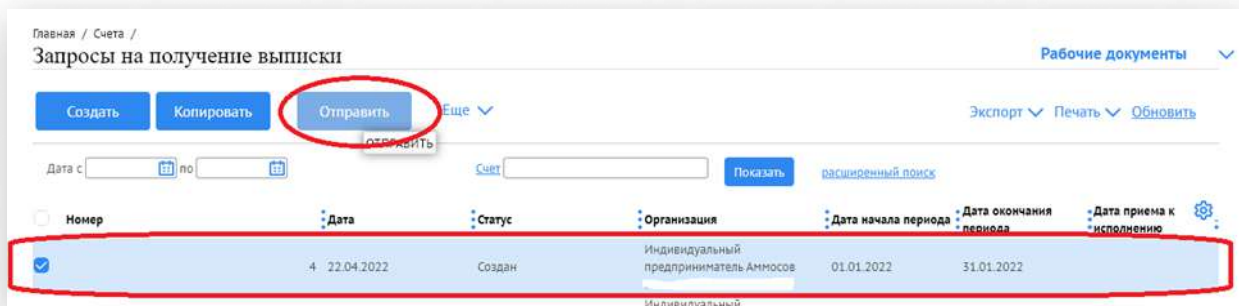 Главная / Счета /
Запросы на получение выписки
Рабочие документы
Создать Копировать Отправить Еще Экспорт Печать Обновить
ОТПРАВИТЬ
Дата с по Счет Показать расширенный поиск
Номер Дата Статус Организация Дата начала периода Дата окончания периода Дата приема к исполнению
4 22.04.2022 Создан Индивидуальный предприниматель Аммосов 01.01.2022 31.01.2022
Индивидуальный